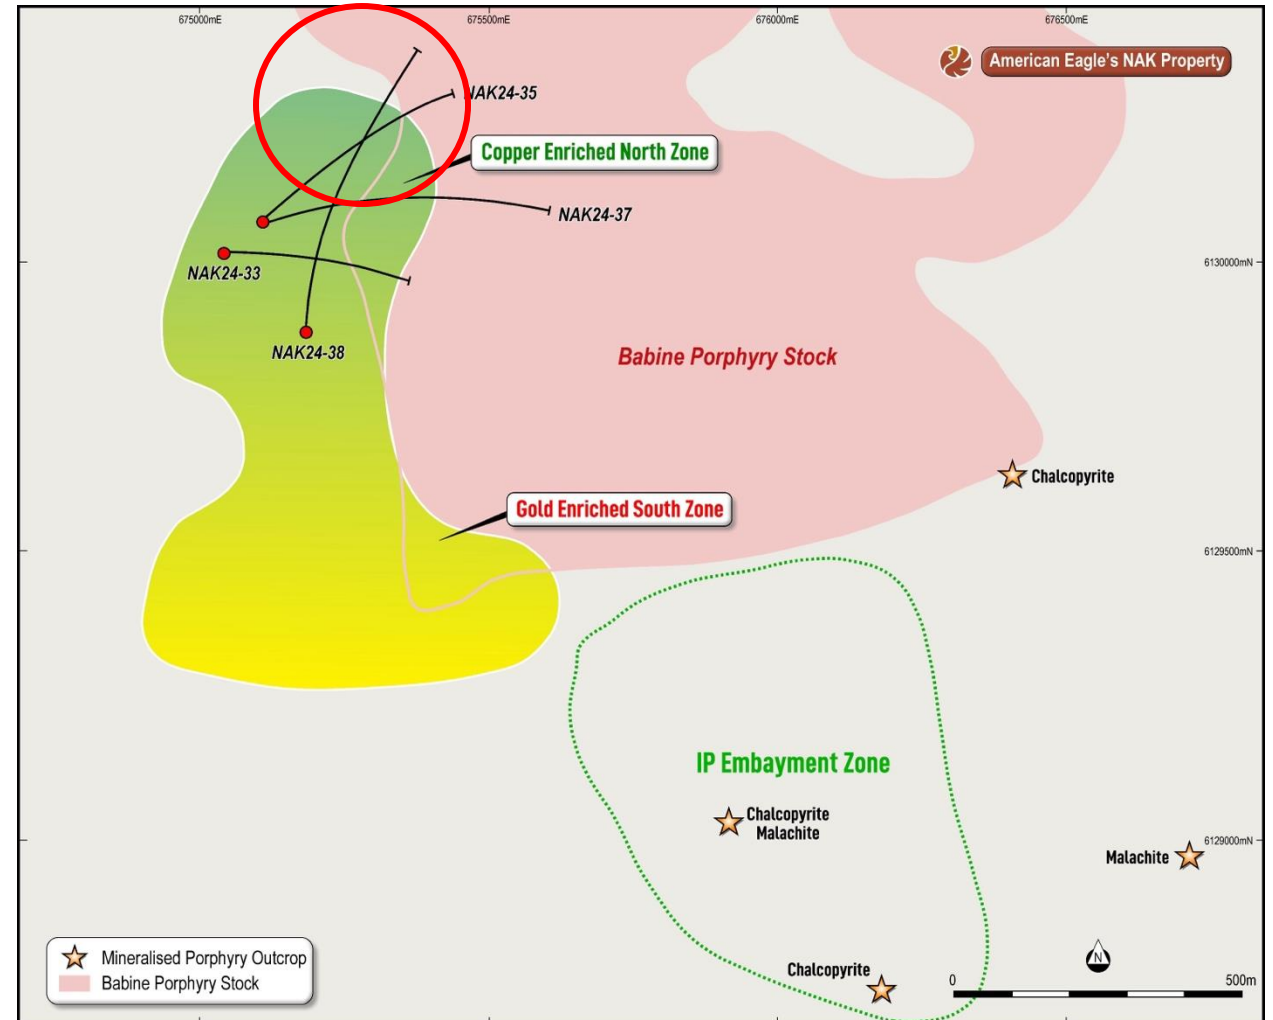 675000mE
675500mE
676000mE
676500mE
American Eagle's NAK Property
NAK24-35
Copper Enriched North Zone
NAK24-37
NAK24-33
6130000mN
NAK24-38
Babine Porphyry Stock
Chalcopyrite
Gold Enriched South Zone
6129500mN
IP Embayment Zone
Chalcopyrite
Malachite
6129000mN
Malachite
Mineralised Porphyry Outcrop
Babine Porphyry Stock
Chalcopyrite
N
0
500m